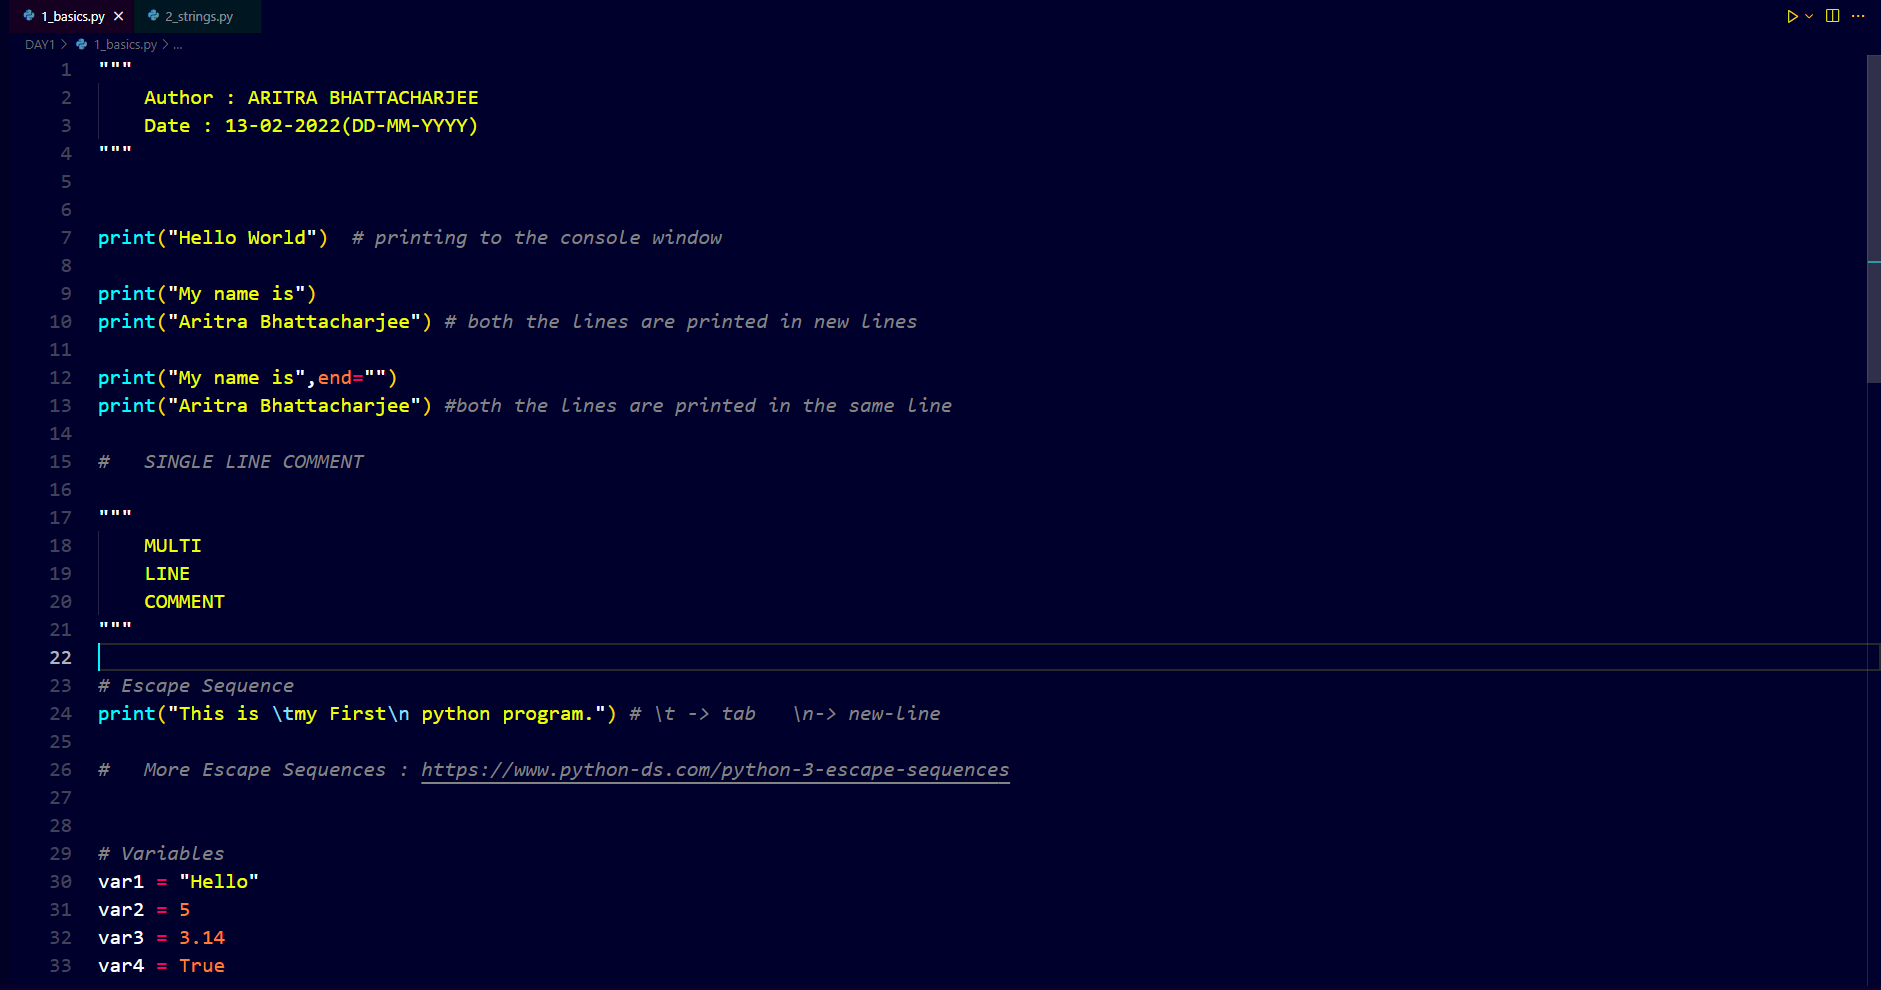 1_basics.py 2_strings.py
DAY1 > 1_basics.py > ...
1 """
2     Author : ARITRA BHATTACHARJEE
3     Date : 13-02-2022(DD-MM-YYYY)
4 """
5
6
7 print("Hello World")  # printing to the console window
8
9 print("My name is")
10 print("Aritra Bhattacharjee") # both the lines are printed in new lines
11
12 print("My name is",end="")
13 print("Aritra Bhattacharjee") #both the lines are printed in the same line
14
15 #   SINGLE LINE COMMENT
16
17 """
18     MULTI
19     LINE
20     COMMENT
21 """
22
23 # Escape Sequence
24 print("This is \tmy First\n python program.") # \t -> tab   \n-> new-line
25
26 #   More Escape Sequences : https://www.python-ds.com/python-3-escape-sequences
27
28
29 # Variables
30 var1 = "Hello"
31 var2 = 5
32 var3 = 3.14
33 var4 = True